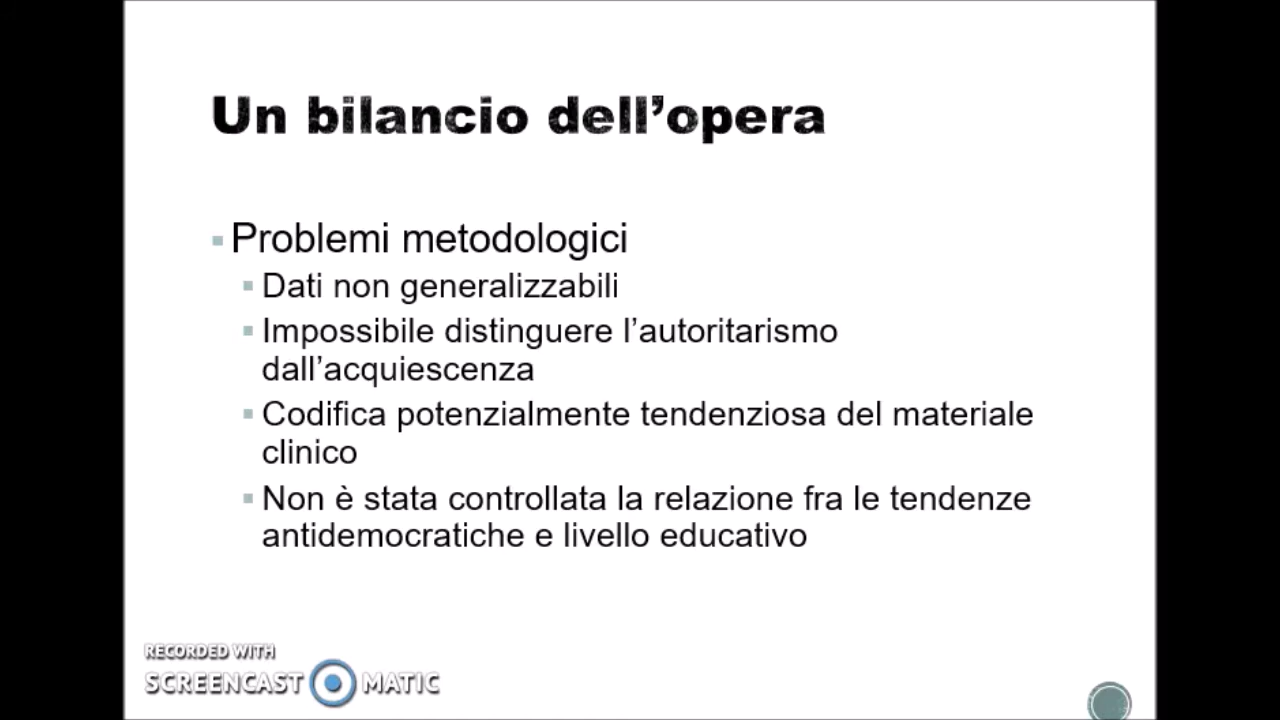 Un bilancio dell’opera
Problemi metodologici
Dati non generalizzabili
Impossibile distinguere l’autoritarismo
dall’acquiescenza
Codifica potenzialmente tendenziosa del materiale
clinico
Non è stata controllata la relazione fra le tendenze
antidemocratiche e livello educativo
RECORDED WITH
SCREENCAST MATIC